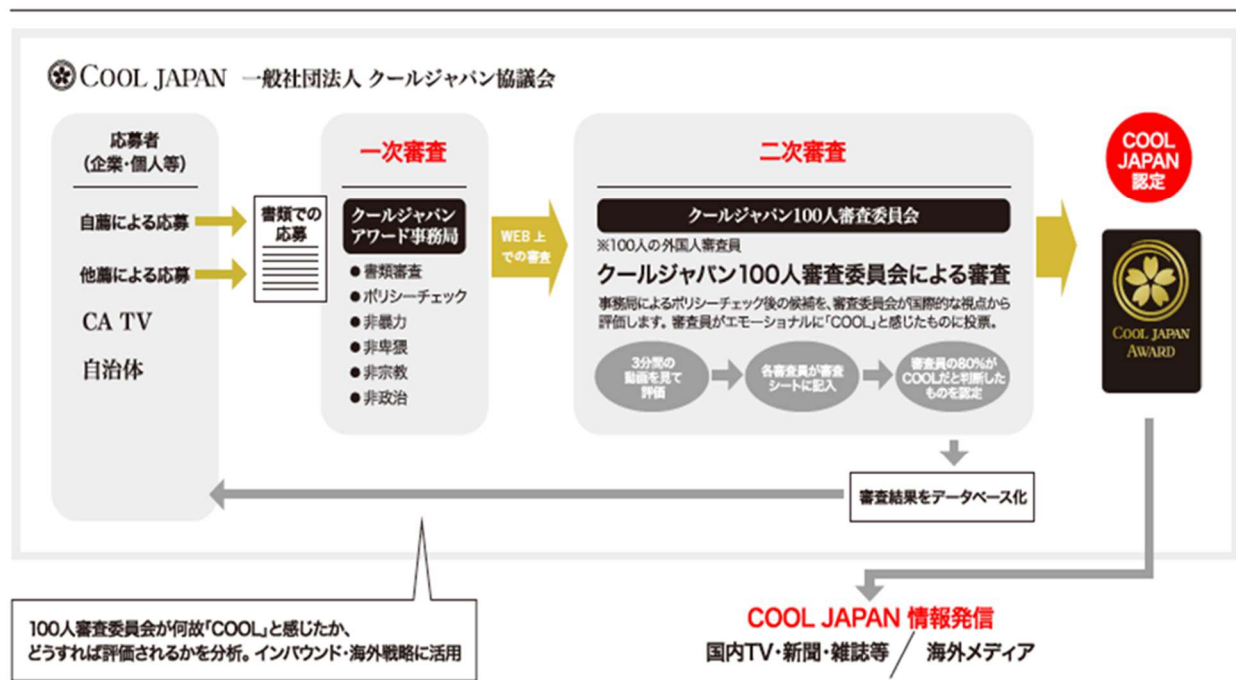 COOL JAPAN 一般社団法人 クールジャパン協議会
応募者
(企業・個人等)
自薦による応募
他薦による応募
CA TV
自治体
書類での
応募
一次審査
クールジャパン
アワード事務局
● 書類審査
● ポリシーチェック
● 非暴力
● 非卑猥
● 非宗教
● 非政治
WEB 上
での審査
二次審査
クールジャパン100人審査委員会
※100人の外国人審査員
クールジャパン100人審査委員会による審査
事務局によるポリシーチェック後の候補を、審査委員会が国際的な視点から
評価します。審査員がエモーショナルに「COOL」と感じたものに投票。
3分間の
動画を見て
評価
各審査員が審査
シートに記入
審査員の80%が
COOLだと判断した
ものを認定
COOL
JAPAN
認定
COOL JAPAN
AWARD
審査結果をデータベース化
100人審査委員会が何故「COOL」と感じたか、
どうすれば評価されるかを分析。インバウンド・海外戦略に活用
COOL JAPAN 情報発信
国内TV・新聞・雑誌等 / 海外メディア